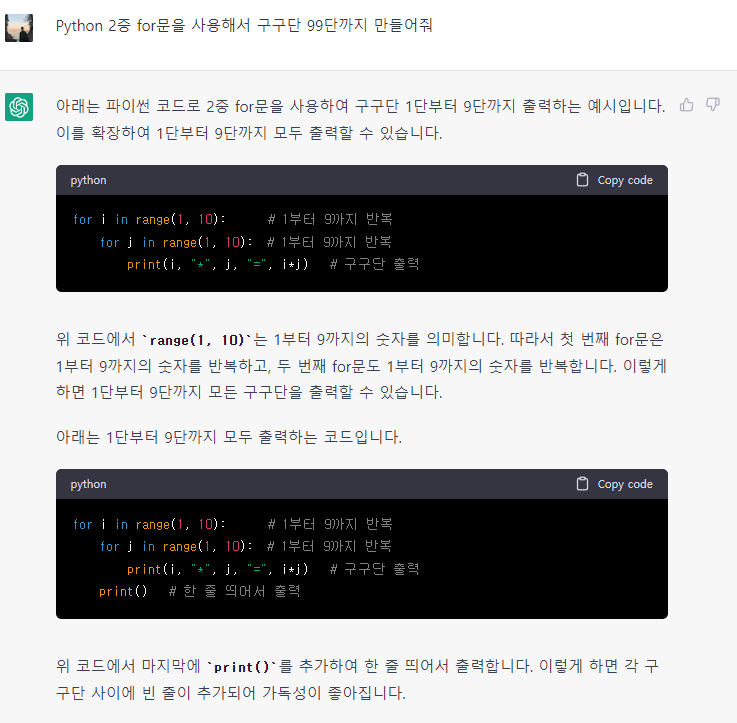 Python 2중 for문을 사용해서 구구단 99단까지 만들어줘
아래는 파이썬 코드로 2중 for문을 사용하여 구구단 1단부터 9단까지 출력하는 예시입니다.
이를 확장하여 1단부터 9단까지 모두 출력할 수 있습니다.
python
Copy code
for i in range(1, 10):      # 1부터 9까지 반복
    for j in range(1, 10):  # 1부터 9까지 반복
        print(i, "*", j, "=", i*j)   # 구구단 출력
위 코드에서 `range(1, 10)`는 1부터 9까지의 숫자를 의미합니다. 따라서 첫 번째 for문은
1부터 9까지의 숫자를 반복하고, 두 번째 for문도 1부터 9까지의 숫자를 반복합니다. 이렇게
하면 1단부터 9단까지 모든 구구단을 출력할 수 있습니다.
아래는 1단부터 9단까지 모두 출력하는 코드입니다.
python
Copy code
for i in range(1, 10):      # 1부터 9까지 반복
    for j in range(1, 10):  # 1부터 9까지 반복
        print(i, "*", j, "=", i*j)   # 구구단 출력
    print()   # 한 줄 띄어서 출력
위 코드에서 마지막에 `print()`를 추가하여 한 줄 띄어서 출력합니다. 이렇게 하면 각 구
구단 사이에 빈 줄이 추가되어 가독성이 좋아집니다.